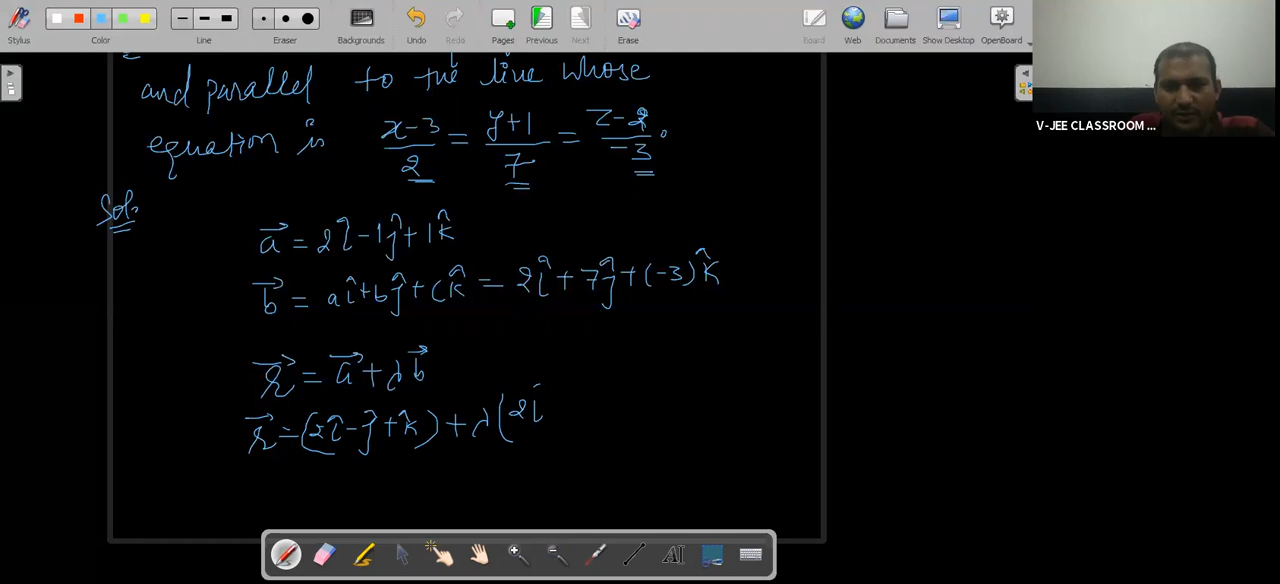 Stylus Color Line Eraser Backgrounds Undo Redo Pages Previous Next Erase board Web Documents Show Desktop OpenBoard
V-JEE CLASSROOM ...
and parallel to the line whose
equation is x-3/2 = y+1/7 = z-2/-3.
Sol:
a⃗ = 2î-1ĵ+1k̂
b⃗ = aî+bĵ+ck̂ = 2î+7ĵ+(-3)k̂
r⃗ = a⃗+λb⃗
r⃗ = (2î-ĵ+k̂)+λ(2i